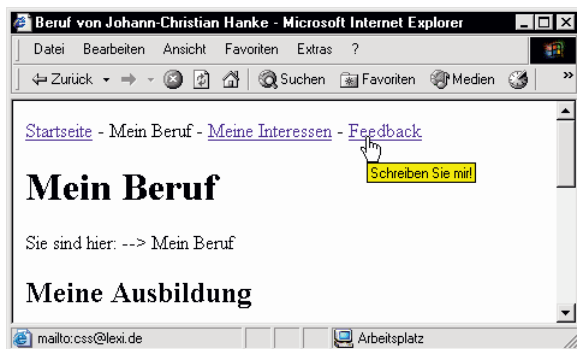 Beruf von Johann-Christian Hanke - Microsoft Internet Explorer
Datei Bearbeiten Ansicht Favoriten Extras ?
Zurück Suchen Favoriten Medien »
Startseite - Mein Beruf - Meine Interessen - Feedback
Schreiben Sie mir!
Mein Beruf
Sie sind hier: --> Mein Beruf
Meine Ausbildung
mailto:css@lexi.de Arbeitsplatz